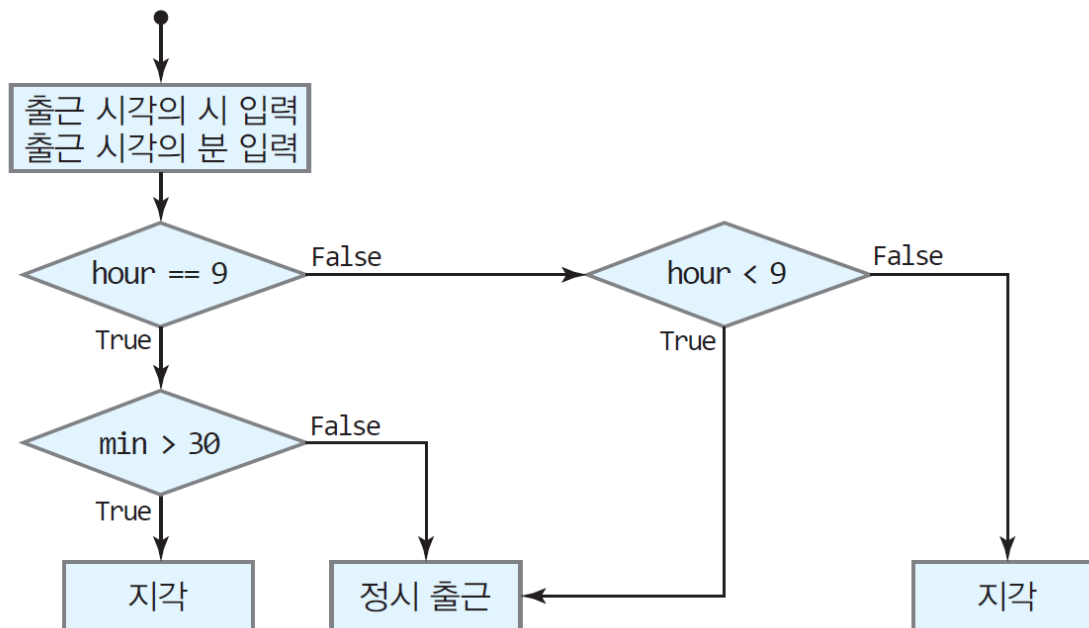 출근 시각의 시 입력
출근 시각의 분 입력
hour == 9
False
hour < 9
False
True
True
min > 30
False
True
지각
정시 출근
지각